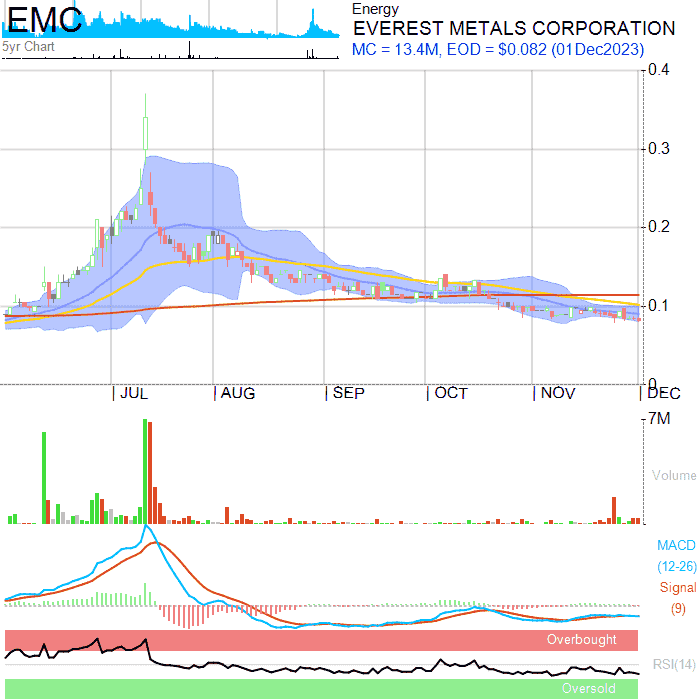 EMC
5yr Chart
Energy
EVEREST METALS CORPORATION
MC = 13.4M, EOD = $0.082 (01Dec2023)
0.4
0.3
0.2
0.1
0
JUL AUG SEP OCT NOV DEC
7M
Volume
MACD
(12-26)
Signal
(9)
Overbought
RSI(14)
Oversold